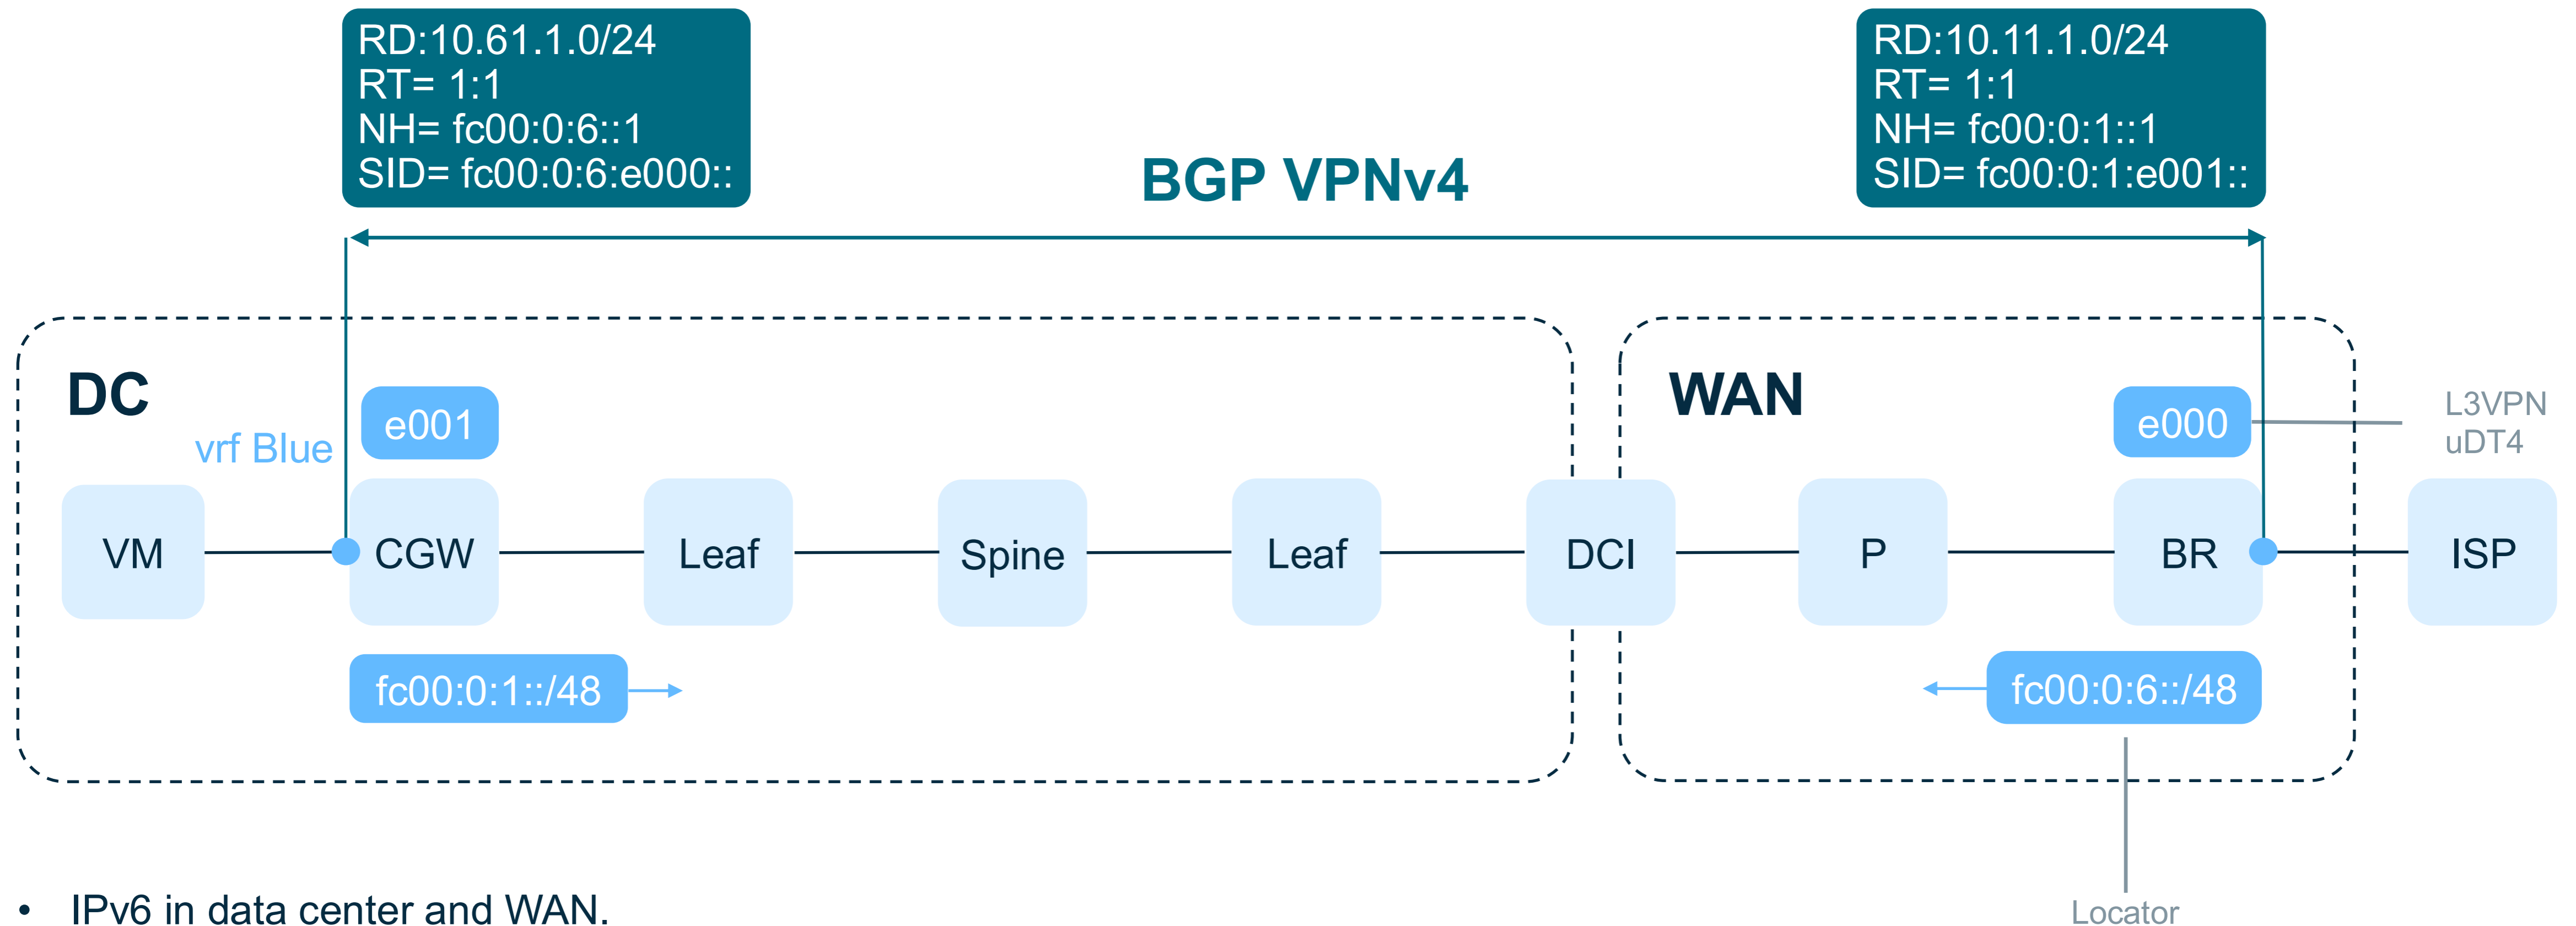 RD:10.61.1.0/24
RT= 1:1
NH= fc00:0:6::1
SID= fc00:0:6:e000::
RD:10.11.1.0/24
RT= 1:1
NH= fc00:0:1::1
SID= fc00:0:1:e001::
BGP VPNv4
DC
vrf Blue
e001
WAN
e000
L3VPN
uDT4
VM
CGW
Leaf
Spine
Leaf
DCI
P
BR
ISP
fc00:0:1::/48
fc00:0:6::/48
Locator
• IPv6 in data center and WAN.